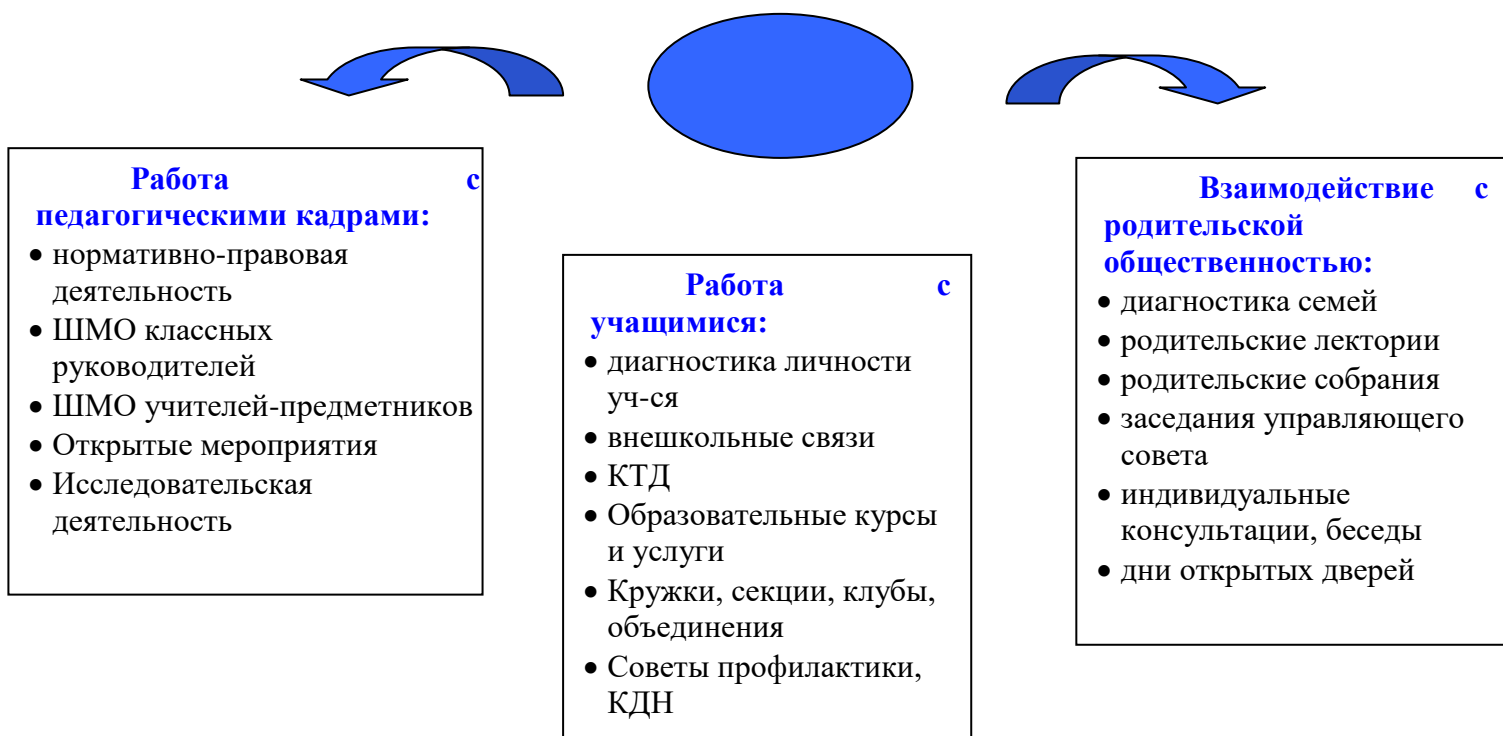 Работа с
педагогическими кадрами:
• нормативно-правовая
деятельность
• ШМО классных
руководителей
• ШМО учителей-предметников
• Открытые мероприятия
• Исследовательская
деятельность
Работа с
учащимися:
• диагностика личности
уч-ся
• внешкольные связи
• КТД
• Образовательные курсы
и услуги
• Кружки, секции, клубы,
объединения
• Советы профилактики,
КДН
Взаимодействие с
родительской
общественностью:
• диагностика семей
• родительские лектории
• родительские собрания
• заседания управляющего
совета
• индивидуальные
консультации, беседы
• дни открытых дверей